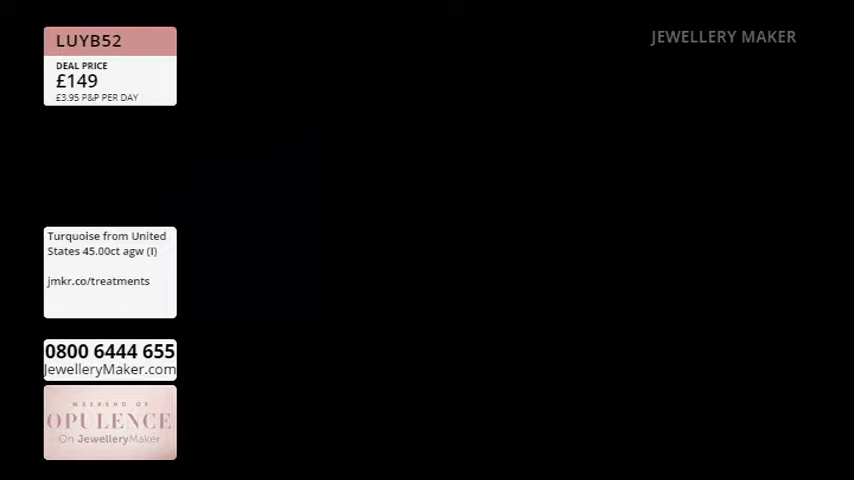 LUYB52
JEWELLERY MAKER
DEAL PRICE
£149
£3.95 P&P PER DAY
Turquoise from United
States 45.00ct agw (I)
jmkr.co/treatments
0800 6444 655
JewelleryMaker.com
WEEKEND OF
OPULENCE
On JewelleryMaker